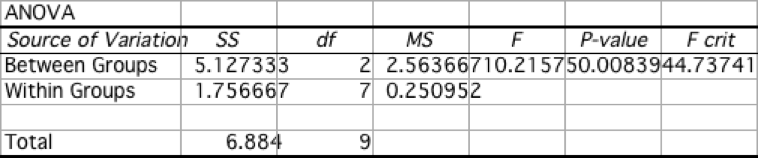 ANOVA
Source of Variation SS df MS F P-value F crit
Between Groups 5.127333 2 2.563667 10.21575 0.008394 4.73741
Within Groups 1.756667 7 0.250952
Total 6.884 9